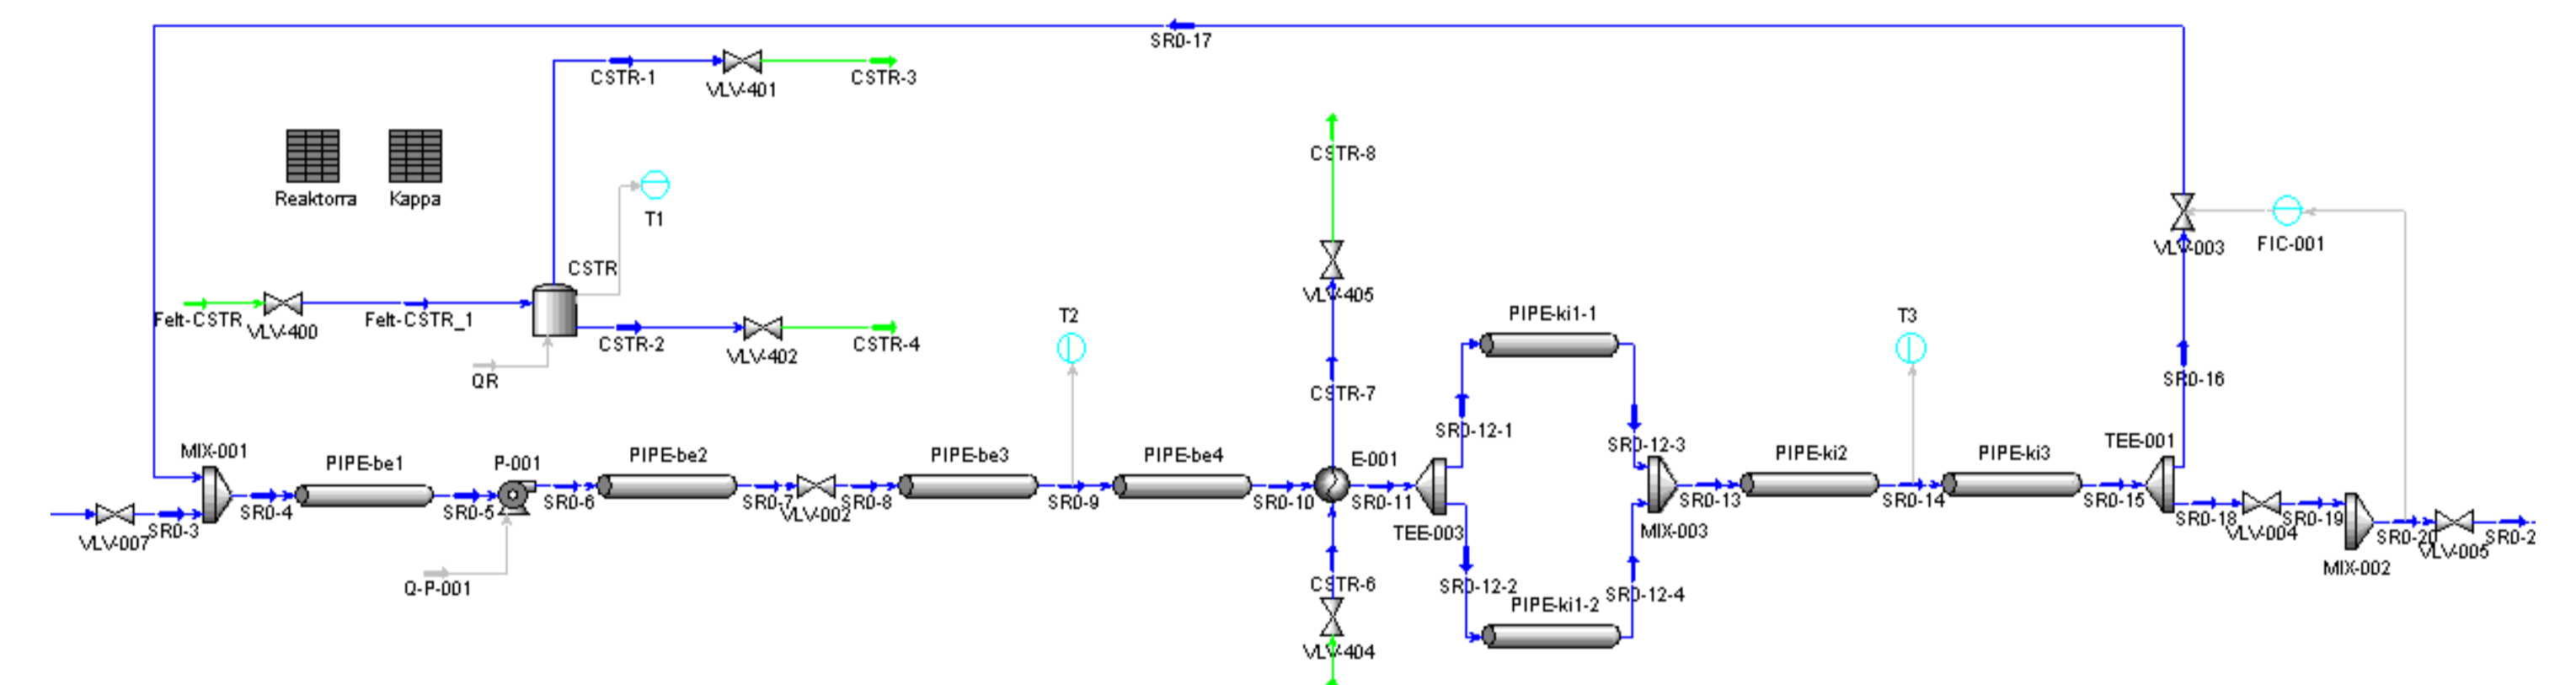 SR0-17
CSTR-1
VLV-401
CSTR-3
Reaktorra
Kappa
T1
CSTR
Felt-CSTR
VLV-400
Felt-CSTR_1
CSTR-2
VLV-402
CSTR-4
QR
CSTR-8
VLV-405
CSTR-7
VLV-003
FIC-001
SR0-16
T2
T3
PIPE-ki1-1
SR0-12-1
SR0-12-3
MIX-001
PIPE-be1
P-001
PIPE-be2
PIPE-be3
PIPE-be4
E-001
PIPE-ki2
PIPE-ki3
TEE-001
VLV-007
SR0-3
SR0-4
SR0-5
SR0-6
SR0-7
VLV-002
SR0-8
SR0-9
SR0-10
SR0-11
TEE-003
MIX-003
SR0-13
SR0-14
SR0-15
SR0-18
VLV-004
SR0-19
MIX-002
SR0-20
VLV-005
SR0-2
Q-P-001
CSTR-6
VLV-404
SR0-12-2
PIPE-ki1-2
SR0-12-4